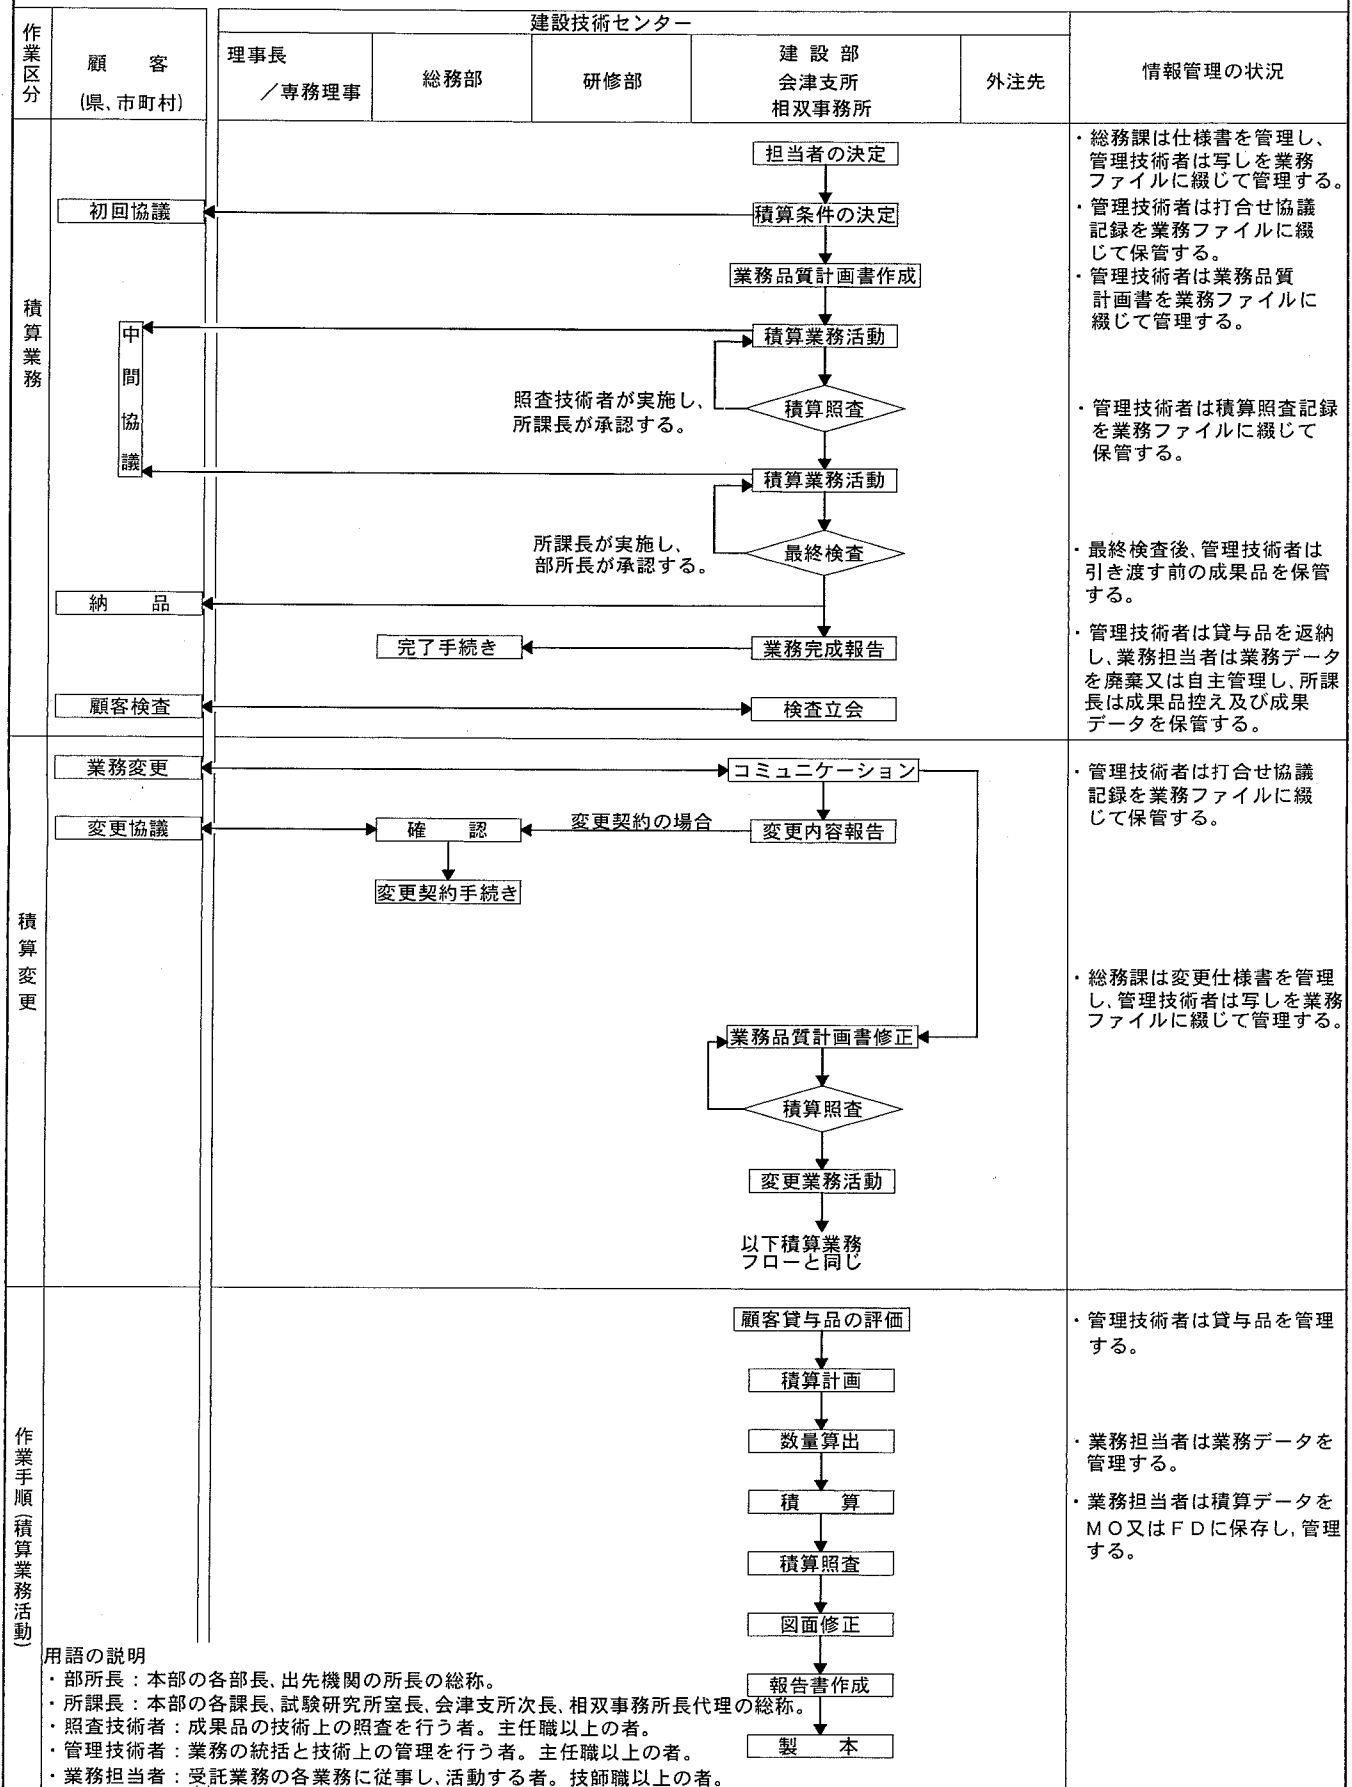 作業区分
顧　客
(県、市町村)
建設技術センター
理事長
／専務理事
総務部
研修部
建設部
会津支所
相双事務所
外注先
情報管理の状況
積算業務
担当者の決定
初回協議
積算条件の決定
業務品質計画書作成
中間協議
積算業務活動
照査技術者が実施し、
所課長が承認する。
積算照査
積算業務活動
所課長が実施し、
部所長が承認する。
最終検査
納　品
完了手続き
業務完成報告
顧客検査
検査立会
・総務課は仕様書を管理し、
管理技術者は写しを業務
ファイルに綴じて管理する。
・管理技術者は打合せ協議
記録を業務ファイルに綴
じて保管する。
・管理技術者は業務品質
計画書を業務ファイルに
綴じて管理する。
・管理技術者は積算照査記録
を業務ファイルに綴じて
保管する。
・最終検査後、管理技術者は
引き渡す前の成果品を保管
する。
・管理技術者は貸与品を返納
し、業務担当者は業務データ
を廃棄又は自主管理し、所課
長は成果品控え及び成果
データを保管する。
積算変更
業務変更
コミュニケーション
変更協議
確　認
変更契約の場合
変更内容報告
変更契約手続き
業務品質計画書修正
積算照査
変更業務活動
以下積算業務
フローと同じ
・管理技術者は打合せ協議
記録を業務ファイルに綴
じて保管する。
・総務課は変更仕様書を管理
し、管理技術者は写しを業務
ファイルに綴じて管理する。
作業手順(積算業務活動)
顧客貸与品の評価
積算計画
数量算出
積　算
積算照査
図面修正
報告書作成
製　本
・管理技術者は貸与品を管理
する。
・業務担当者は業務データを
管理する。
・業務担当者は積算データを
ＭＯ又はＦＤに保存し、管理
する。
用語の説明
・部所長：本部の各部長、出先機関の所長の総称。
・所課長：本部の各課長、試験研究所室長、会津支所次長、相双事務所長代理の総称。
・照査技術者：成果品の技術上の照査を行う者。主任職以上の者。
・管理技術者：業務の統括と技術上の管理を行う者。主任職以上の者。
・業務担当者：受託業務の各業務に従事し、活動する者。技師職以上の者。